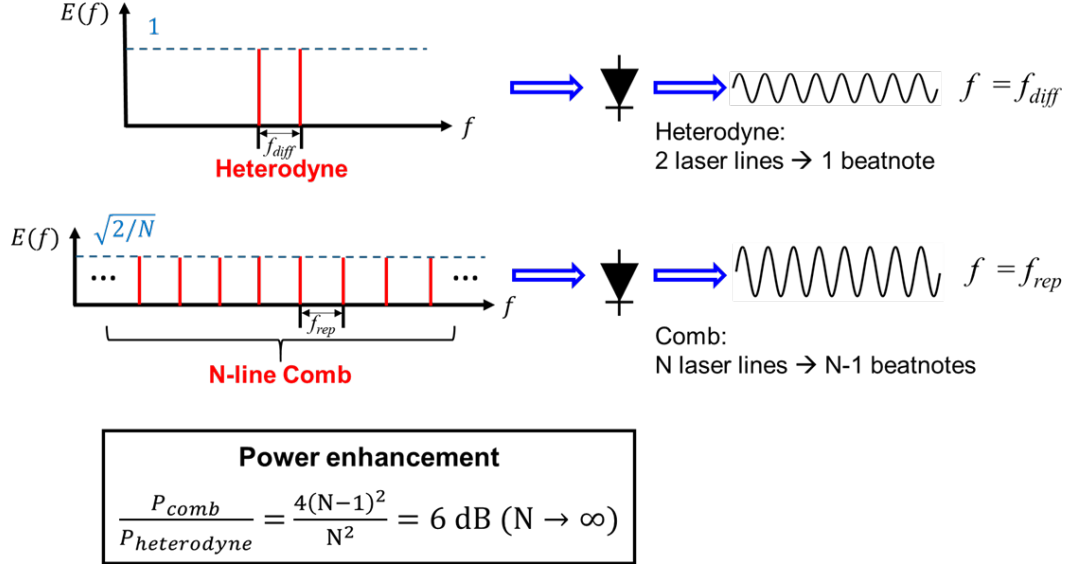 E(f)
1
f
f_diff
Heterodyne
f = f_diff
Heterodyne:
2 laser lines → 1 beatnote
E(f)
√2/N
...
...
f
f_rep
N-line Comb
f = f_rep
Comb:
N laser lines → N-1 beatnotes
Power enhancement
P_comb/P_heterodyne = 4(N−1)²/N² = 6 dB (N → ∞)